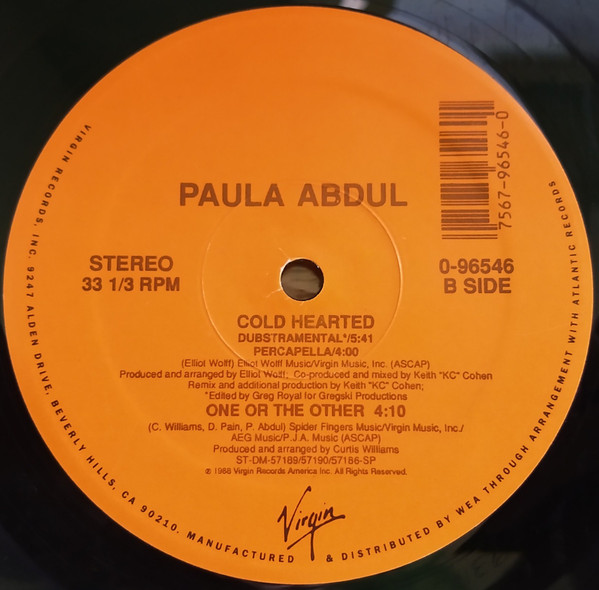 PAULA ABDUL
7567-96546-0
STEREO
33 1/3 RPM
0-96546
B SIDE
COLD HEARTED
DUBSTRAMENTAL*/5:41
PERCAPELLA/4:00
(Elliot Wolff) Elliot Wolff Music/Virgin Music, Inc. (ASCAP)
Produced and arranged by Elliot Wolff. Co-produced and mixed by Keith "KC" Cohen
Remix and additional production by Keith "KC" Cohen;
*Edited by Greg Royal for Gregski Productions
ONE OR THE OTHER 4:10
(C. Williams, D. Pain, P. Abdul) Spider Fingers Music/Virgin Music, Inc./
AEG Music/P.J.A. Music (ASCAP)
Produced and arranged by Curtis Williams
ST-DM-57189/57190/57186-SP
℗ 1988 Virgin Records America Inc. All Rights Reserved.
Virgin
VIRGIN RECORDS, INC. 9247 ALDEN DRIVE, BEVERLY HILLS, CA 90210. MANUFACTURED & DISTRIBUTED BY WEA THROUGH ARRANGEMENT WITH ATLANTIC RECORDS